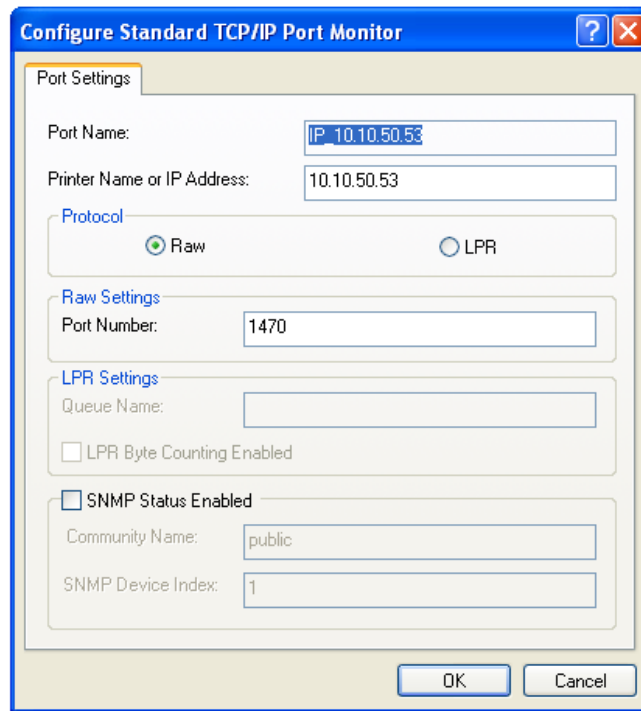 Configure Standard TCP/IP Port Monitor
Port Settings
Port Name: IP_10.10.50.53
Printer Name or IP Address: 10.10.50.53
Protocol
Raw LPR
Raw Settings
Port Number: 1470
LPR Settings
Queue Name:
LPR Byte Counting Enabled
SNMP Status Enabled
Community Name: public
SNMP Device Index: 1
OK Cancel